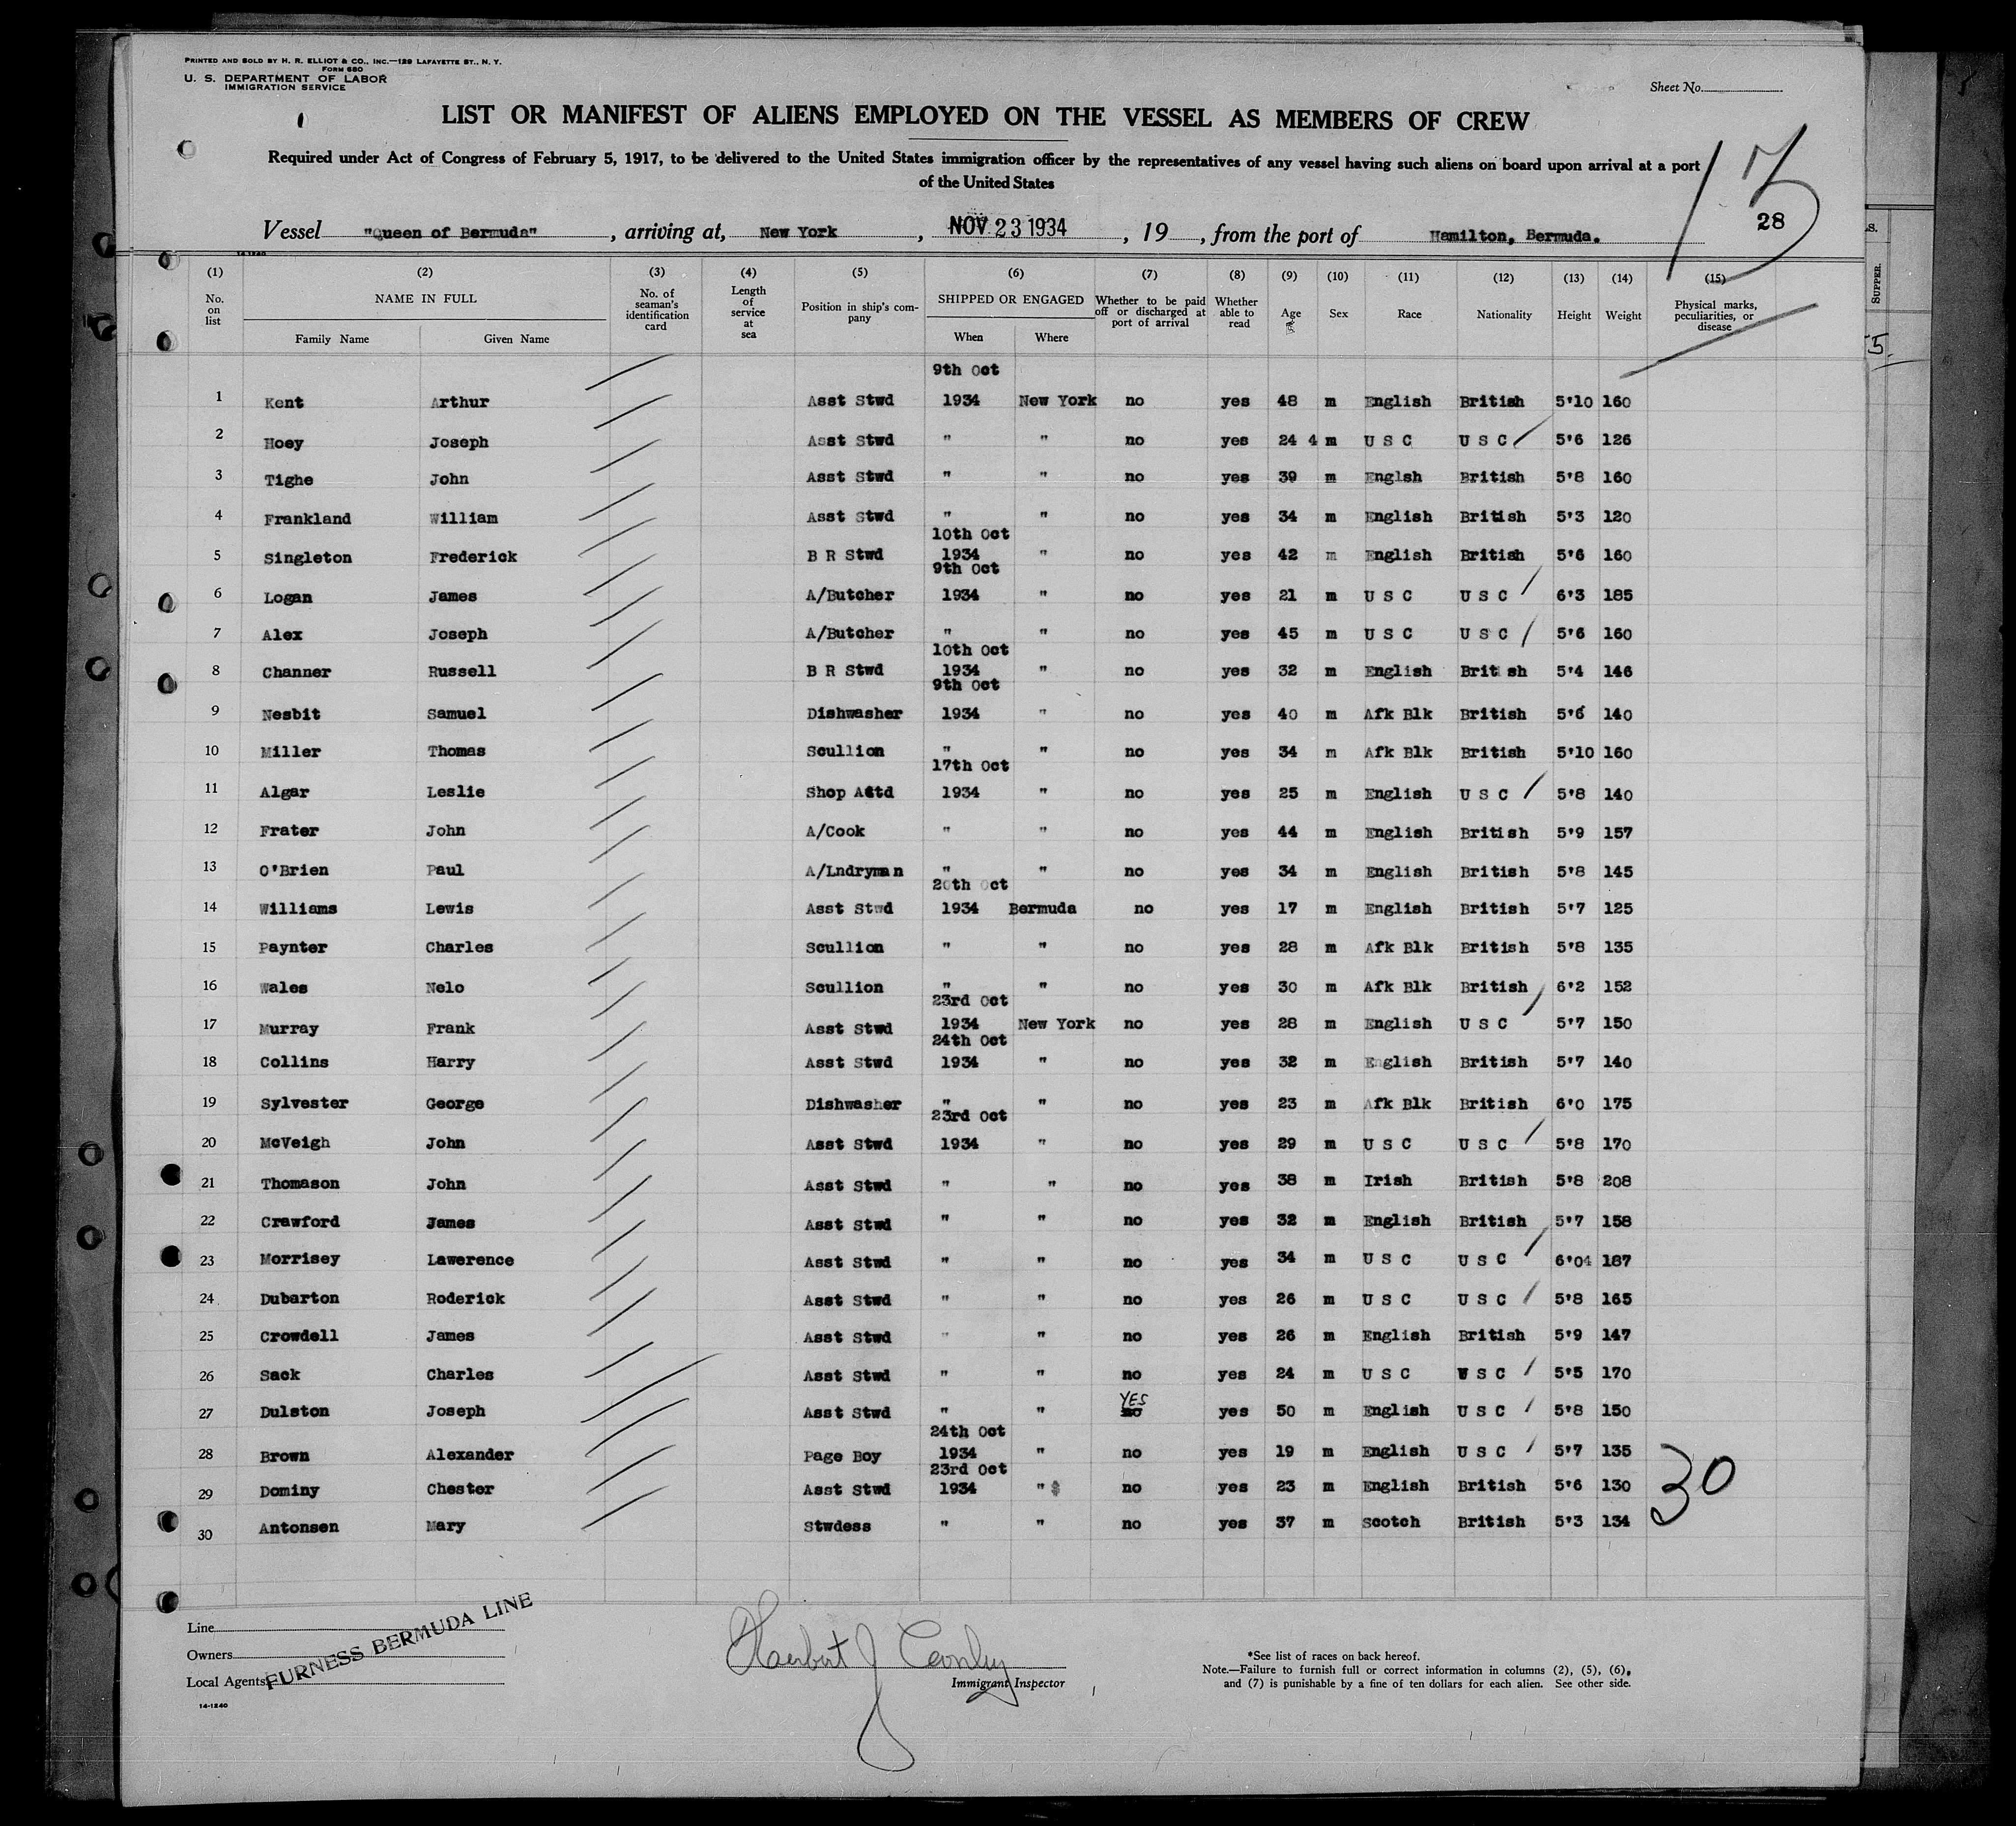 PRINTED AND SOLD BY H. R. ELLIOT & CO., INC.—129 LAFAYETTE ST., N. Y.
FORM 680
U. S. DEPARTMENT OF LABOR
IMMIGRATION SERVICE
Sheet No.
LIST OR MANIFEST OF ALIENS EMPLOYED ON THE VESSEL AS MEMBERS OF CREW
Required under Act of Congress of February 5, 1917, to be delivered to the United States immigration officer by the representatives of any vessel having such aliens on board upon arrival at a port
of the United States
28
Vessel "Queen of Bermuda", arriving at, New York, NOV 23 1934, 19, from the port of Hamilton, Bermuda.
14-1240
(1) (2) (3) (4) (5) (6) (7) (8) (9) (10) (11) (12) (13) (14) (15)
No. on list NAME IN FULL Family Name Given Name No. of seaman's identification card Length of service at sea Position in ship's company SHIPPED OR ENGAGED When Where Whether to be paid off or discharged at port of arrival Whether able to read Age Sex Race Nationality Height Weight Physical marks, peculiarities, or disease
9th Oct
1 Kent Arthur Asst Stwd 1934 New York no yes 48 m English British 5'10 160
2 Hoey Joseph Asst Stwd " " no yes 24 4 m U S C U S C 5'6 126
3 Tighe John Asst Stwd " " no yes 39 m Englsh British 5'8 160
4 Frankland William Asst Stwd " " no yes 34 m English British 5'3 120
10th Oct
5 Singleton Frederick B R Stwd 1934 " no yes 42 m English British 5'6 160
9th Oct
6 Logan James A/Butcher 1934 " no yes 21 m U S C U S C 6'3 185
7 Alex Joseph A/Butcher " " no yes 45 m U S C U S C 5'6 160
10th Oct
8 Channer Russell B R Stwd 1934 " no yes 32 m English British 5'4 146
9th Oct
9 Nesbit Samuel Dishwasher 1934 " no yes 40 m Afk Blk British 5'6 140
10 Miller Thomas Scullion " " no yes 34 m Afk Blk British 5'10 160
17th Oct
11 Algar Leslie Shop Attd 1934 " no yes 25 m English U S C 5'8 140
12 Frater John A/Cook " " no yes 44 m English British 5'9 157
13 O'Brien Paul A/Lndryman " " no yes 34 m English British 5'8 145
20th Oct
14 Williams Lewis Asst Stwd 1934 Bermuda no yes 17 m English British 5'7 125
15 Paynter Charles Scullion " " no yes 28 m Afk Blk British 5'8 135
16 Wales Nelo Scullion " " no yes 30 m Afk Blk British 6'2 152
23rd Oct
17 Murray Frank Asst Stwd 1934 New York no yes 28 m English U S C 5'7 150
24th Oct
18 Collins Harry Asst Stwd 1934 " no yes 32 m English British 5'7 140
19 Sylvester George Dishwasher " " no yes 23 m Afk Blk British 6'0 175
23rd Oct
20 McVeigh John Asst Stwd 1934 " no yes 29 m U S C U S C 5'8 170
21 Thomason John Asst Stwd " " no yes 38 m Irish British 5'8 208
22 Crawford James Asst Stwd " " no yes 32 m English British 5'7 158
23 Morrisey Lawerence Asst Stwd " " no yes 34 m U S C U S C 6'04 187
24 Dubarton Roderick Asst Stwd " " no yes 26 m U S C U S C 5'8 165
25 Crowdell James Asst Stwd " " no yes 26 m English British 5'9 147
26 Sack Charles Asst Stwd " " no yes 24 m U S C U S C 5'5 170
YES
27 Dulston Joseph Asst Stwd " " no yes 50 m English U S C 5'8 150
24th Oct
28 Brown Alexander Page Boy 1934 " no yes 19 m English U S C 5'7 135
23rd Oct
29 Dominy Chester Asst Stwd 1934 " no yes 23 m English British 5'6 130
30
30 Antonsen Mary Stwdess " " no yes 37 m Scotch British 5'3 134
Line
Owners
Local Agents
FURNESS BERMUDA LINE
14-1240
Herbert J
Immigrant Inspector
*See list of races on back hereof.
Note.—Failure to furnish full or correct information in columns (2), (5), (6), and (7) is punishable by a fine of ten dollars for each alien. See other side.
SUPPER.
5